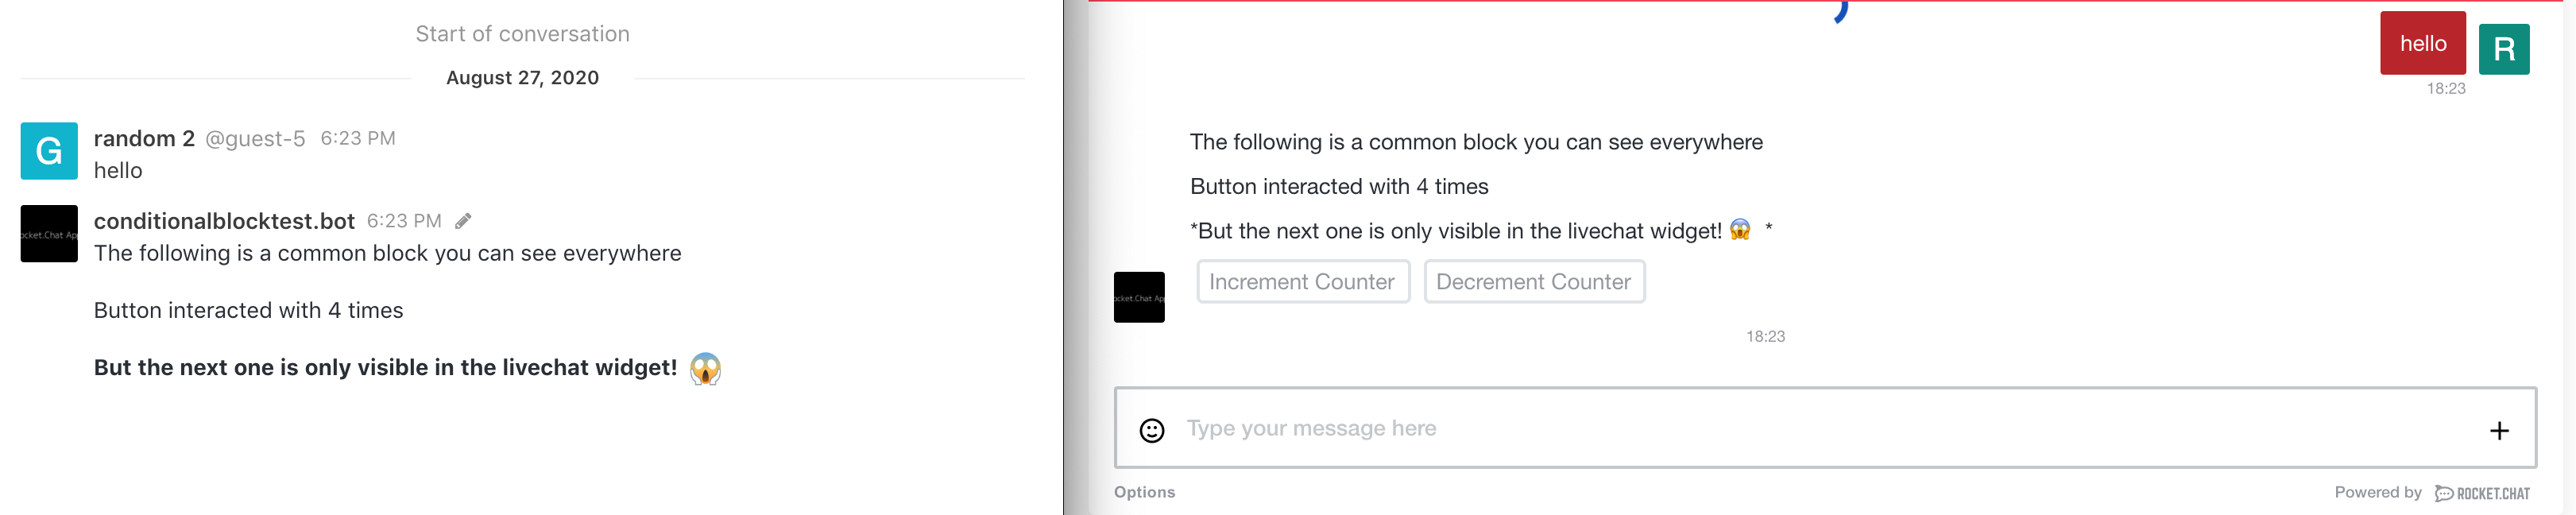 Start of conversation
August 27, 2020
G
random 2 @guest-5 6:23 PM
hello
ocket.Chat Ap
conditionalblocktest.bot 6:23 PM
The following is a common block you can see everywhere
Button interacted with 4 times
But the next one is only visible in the livechat widget! 😱
hello
R
18:23
The following is a common block you can see everywhere
Button interacted with 4 times
*But the next one is only visible in the livechat widget! 😱 *
Increment Counter Decrement Counter
ocket.Chat Ap
18:23
Type your message here
+
Options
Powered by ROCKET.CHAT